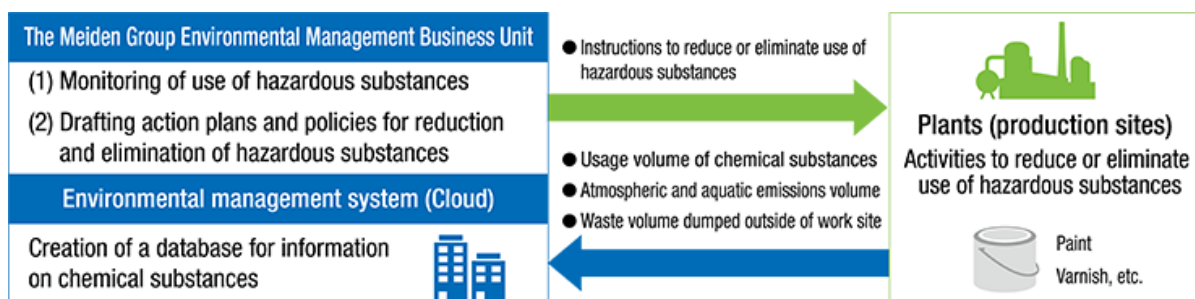 The Meiden Group Environmental Management Business Unit
(1) Monitoring of use of hazardous substances
(2) Drafting action plans and policies for reduction
and elimination of hazardous substances
Environmental management system (Cloud)
Creation of a database for information
on chemical substances
● Instructions to reduce or eliminate use of
hazardous substances
● Usage volume of chemical substances
● Atmospheric and aquatic emissions volume
● Waste volume dumped outside of work site
Plants (production sites)
Activities to reduce or eliminate
use of hazardous substances
Paint
Varnish, etc.